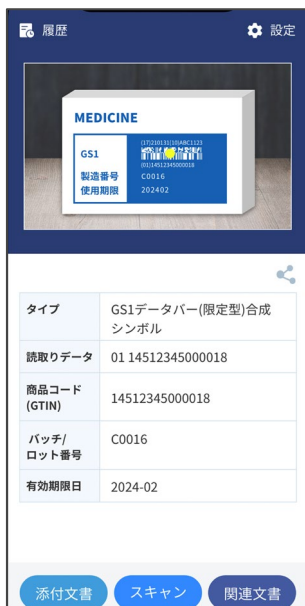 履歴
設定
MEDICINE
GS1
(17)210131(10)ABC1123
(01)14512345000018
製造番号 C0016
使用期限 202402
タイプ GS1データバー(限定型)合成
シンボル
読取りデータ 01 14512345000018
商品コード
(GTIN) 14512345000018
バッチ/
ロット番号 C0016
有効期限日 2024-02
添付文書
スキャン
関連文書